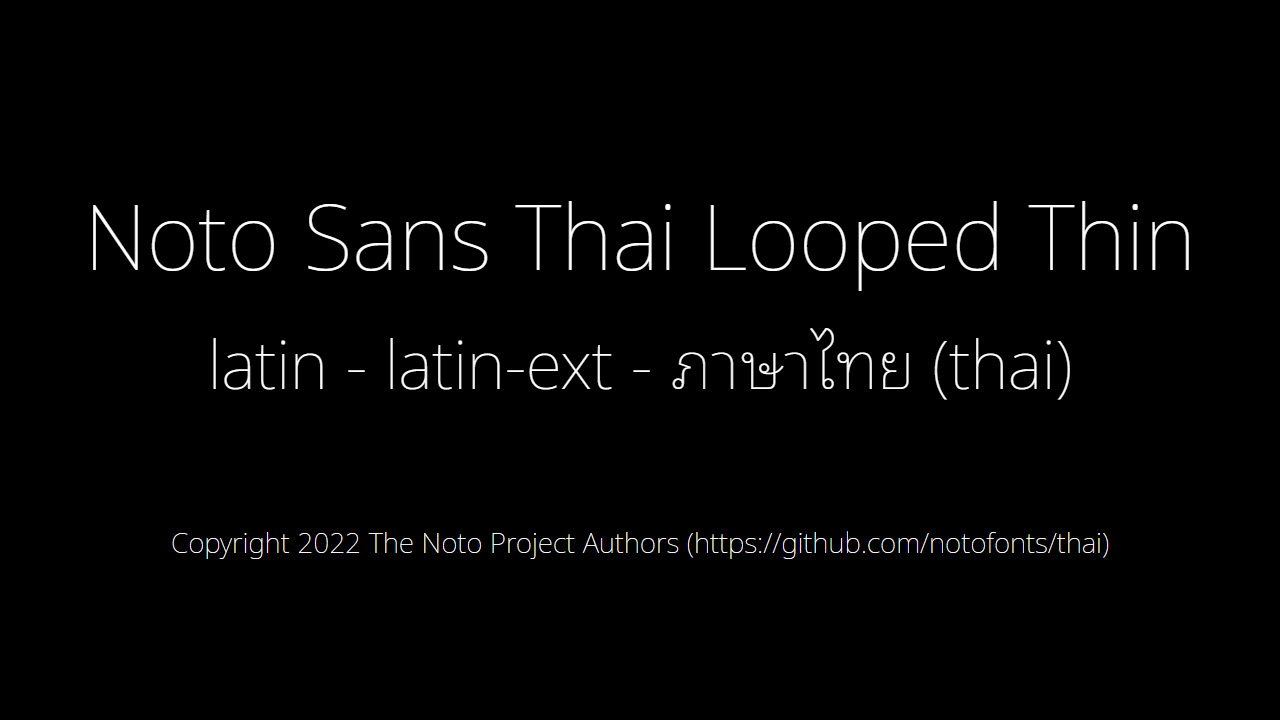 Noto Sans Thai Looped Thin
latin - latin-ext - ภาษาไทย (thai)
Copyright 2022 The Noto Project Authors (https://github.com/notofonts/thai)